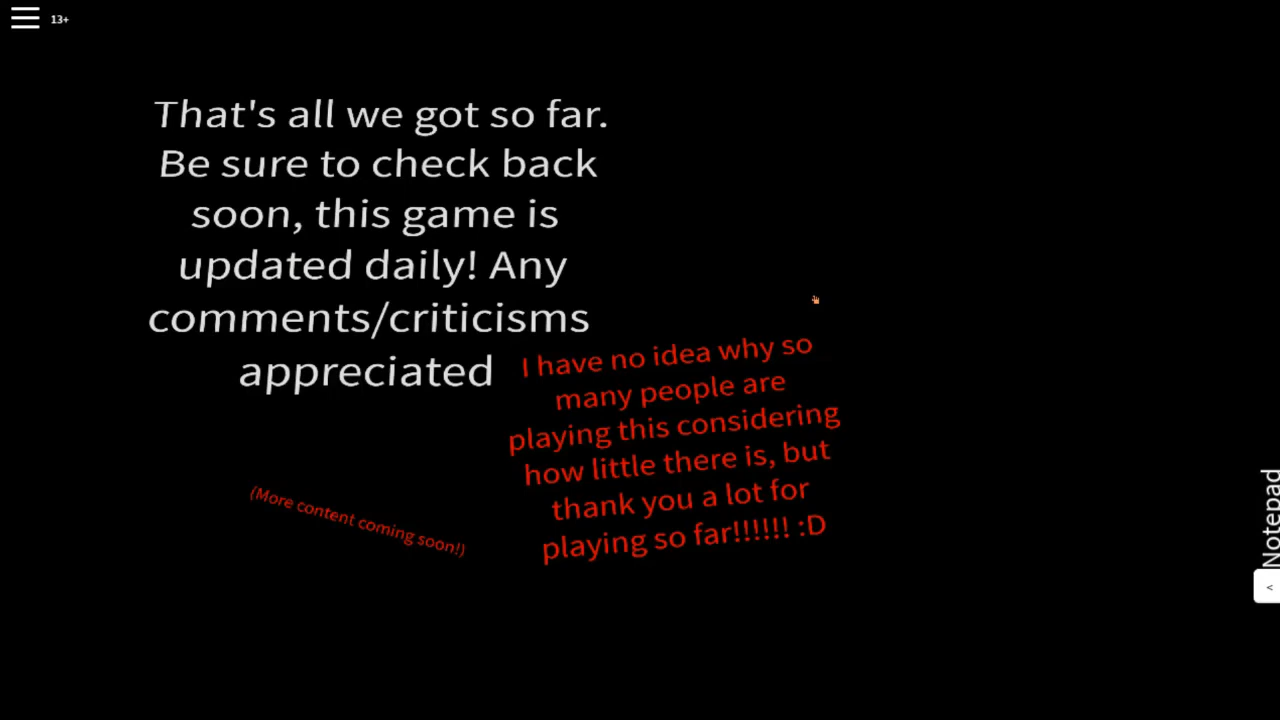 13+
That's all we got so far.
Be sure to check back
soon, this game is
updated daily! Any
comments/criticisms
appreciated
I have no idea why so
many people are
playing this considering
how little there is, but
thank you a lot for
playing so far!!!!!! :D
(More content coming soon!)
Notepad
<